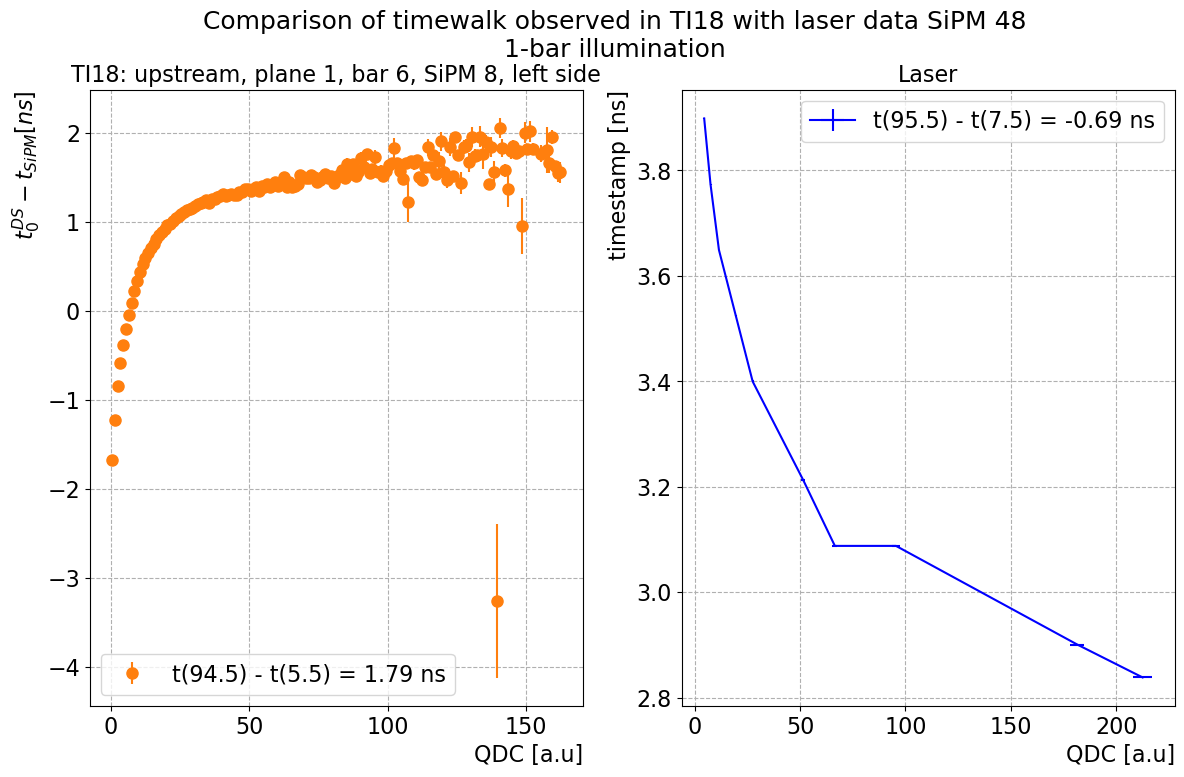 Comparison of timewalk observed in TI18 with laser data SiPM 48
1-bar illumination
TI18: upstream, plane 1, bar 6, SiPM 8, left side
t_0^{DS} − t_{SiPM}[ns]
2
1
0
−1
−2
−3
−4
t(94.5) - t(5.5) = 1.79 ns
0
50
100
150
QDC [a.u]
Laser
timestamp [ns]
t(95.5) - t(7.5) = -0.69 ns
3.8
3.6
3.4
3.2
3.0
2.8
0
50
100
150
200
QDC [a.u]